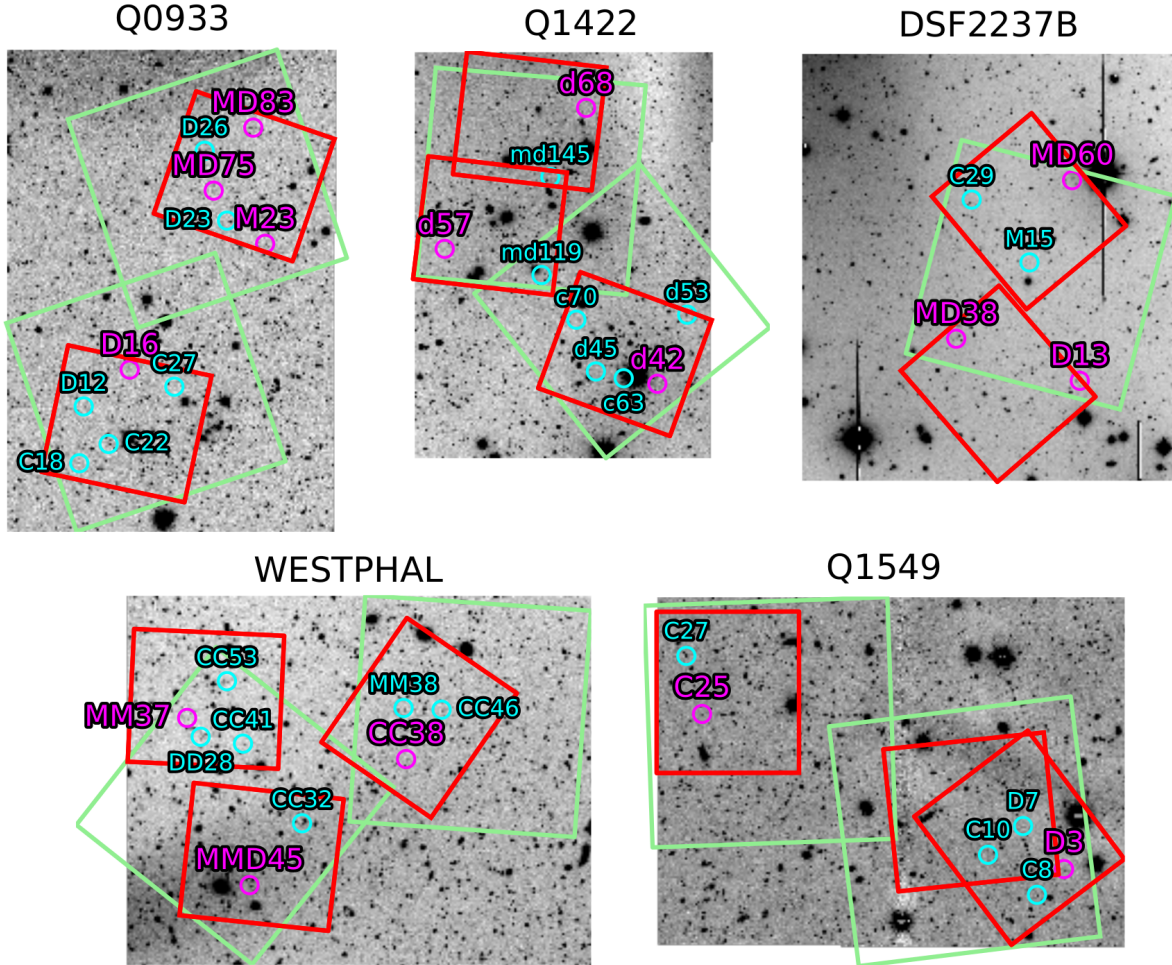 Q0933
Q1422
DSF2237B
MD83
D26
MD75
D23
M23
D16
C27
D12
C22
C18
d68
md145
d57
md119
c70
d53
d45
d42
c63
MD60
C29
M15
MD38
D13
WESTPHAL
Q1549
CC53
MM37
CC41
DD28
MM38
CC46
CC38
CC32
MMD45
C27
C25
D7
C10
D3
C8